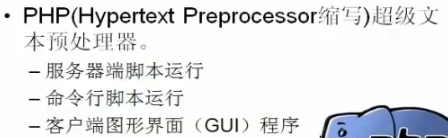 • PHP(Hypertext Preprocessor缩写)超级文
本预处理器。
– 服务器端脚本运行
– 命令行脚本运行
– 客户端图形界面（GUI）程序